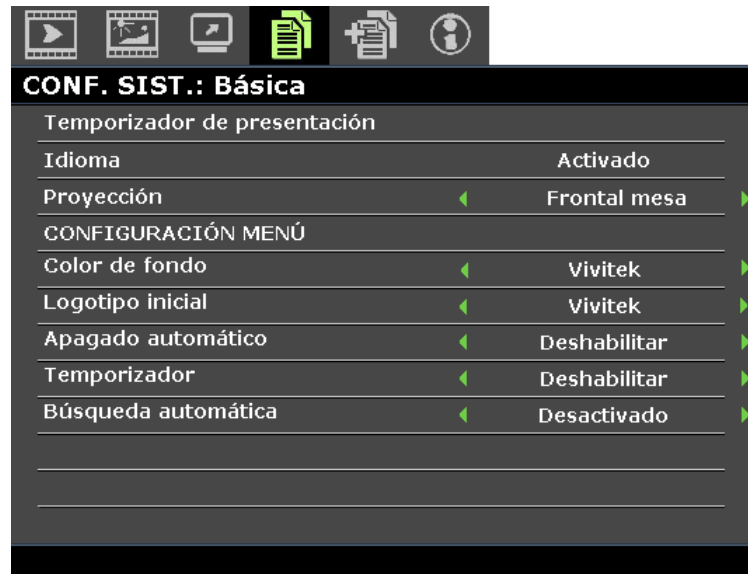 CONF. SIST.: Básica
Temporizador de presentación
Idioma Activado
Proyección Frontal mesa
CONFIGURACIÓN MENÚ
Color de fondo Vivitek
Logotipo inicial Vivitek
Apagado automático Deshabilitar
Temporizador Deshabilitar
Búsqueda automática Desactivado